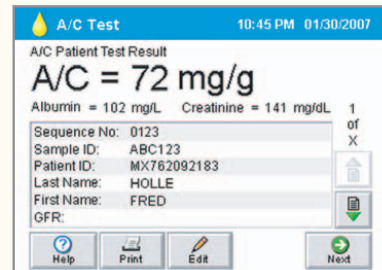 A/C Test 10:45 PM 01/30/2007
A/C Patient Test Result
A/C = 72 mg/g
Albumin = 102 mg/L Creatinine = 141 mg/dL
1
of
X
Sequence No: 0123
Sample ID: ABC123
Patient ID: MX762092183
Last Name: HOLLE
First Name: FRED
GFR:
Help Print Edit Next